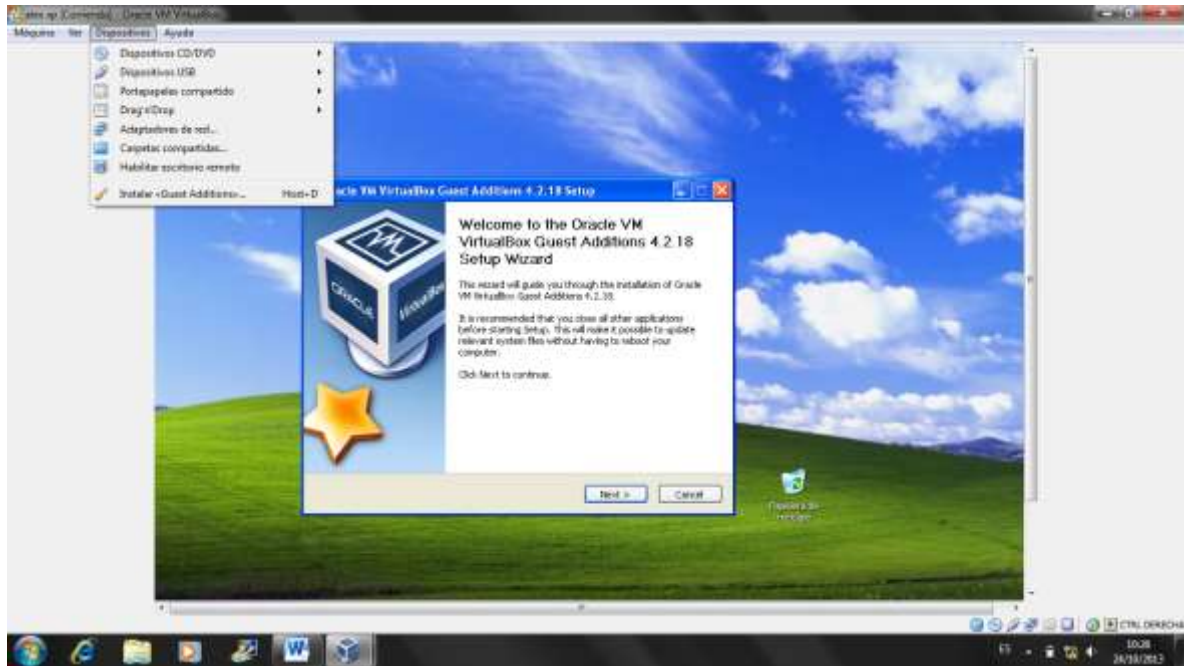 [Corriendo] - Oracle VM VirtualBox
Máquina Ver Dispositivos Ayuda
Dispositivos CD/DVD
Dispositivos USB
Portapapeles compartido
Drag'n'Drop
Adaptadores de red...
Carpetas compartidas...
Habilitar escritorio remoto
Instalar «Guest Additions»... Host+D
Oracle VM VirtualBox Guest Additions 4.2.18 Setup
Welcome to the Oracle VM
VirtualBox Guest Additions 4.2.18
Setup Wizard
This wizard will guide you through the installation of Oracle
VM VirtualBox Guest Additions 4.2.18.
It is recommended that you close all other applications
before starting Setup. This will make it possible to update
relevant system files without having to reboot your
computer.
Click Next to continue.
ORACLE
VirtualBox
Next >
Cancel
Papelera de
reciclaje
CTRL DERECHA
ES
10:28
24/10/2013